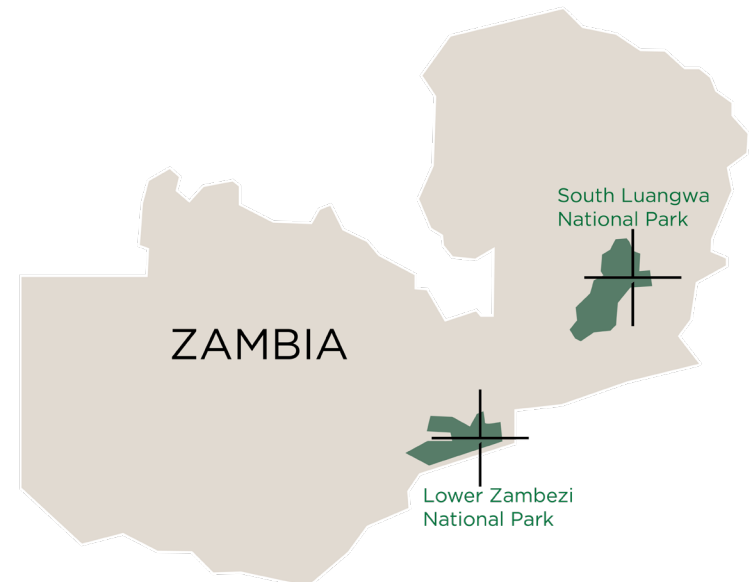 South Luangwa
National Park
ZAMBIA
Lower Zambezi
National Park